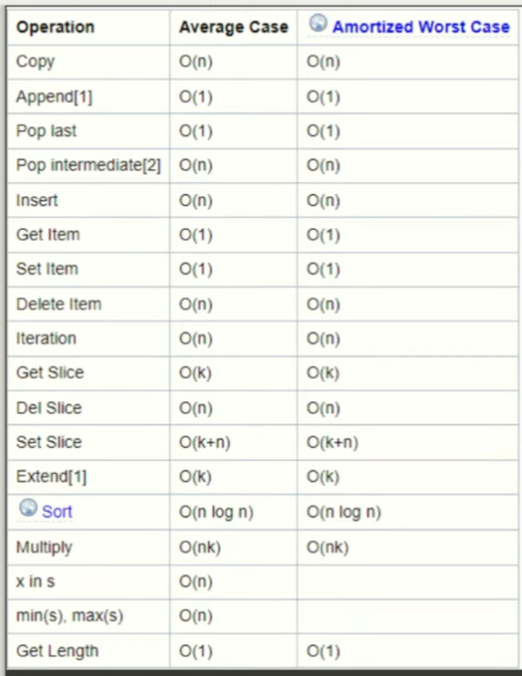 Operation Average Case Amortized Worst Case
Copy O(n) O(n)
Append[1] O(1) O(1)
Pop last O(1) O(1)
Pop intermediate[2] O(n) O(n)
Insert O(n) O(n)
Get Item O(1) O(1)
Set Item O(1) O(1)
Delete Item O(n) O(n)
Iteration O(n) O(n)
Get Slice O(k) O(k)
Del Slice O(n) O(n)
Set Slice O(k+n) O(k+n)
Extend[1] O(k) O(k)
Sort O(n log n) O(n log n)
Multiply O(nk) O(nk)
x in s O(n)
min(s), max(s) O(n)
Get Length O(1) O(1)